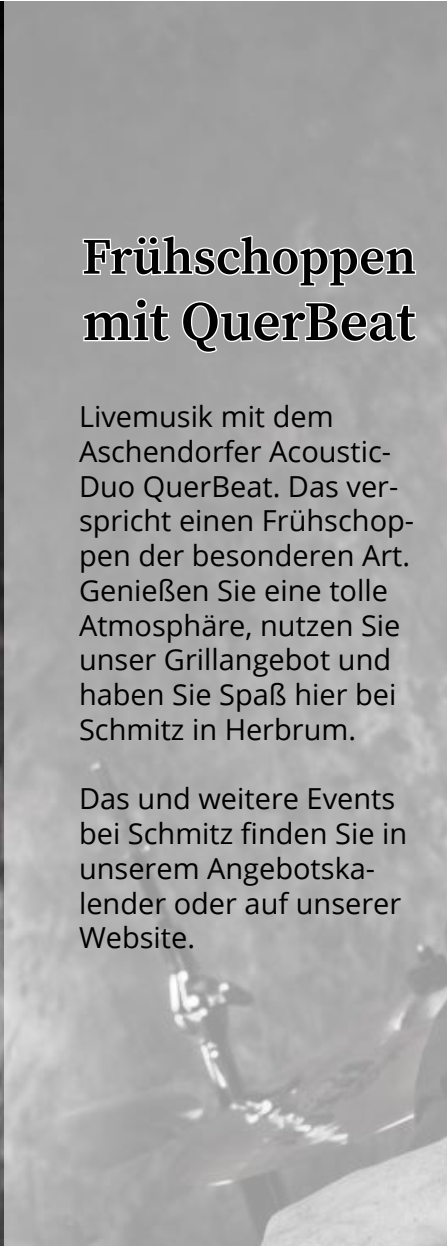 Frühschoppen
mit QuerBeat
Livemusik mit dem
Aschendorfer Acoustic-
Duo QuerBeat. Das ver-
spricht einen Frühschop-
pen der besonderen Art.
Genießen Sie eine tolle
Atmosphäre, nutzen Sie
unser Grillangebot und
haben Sie Spaß hier bei
Schmitz in Herbrum.
Das und weitere Events
bei Schmitz finden Sie in
unserem Angebotska-
lender oder auf unserer
Website.